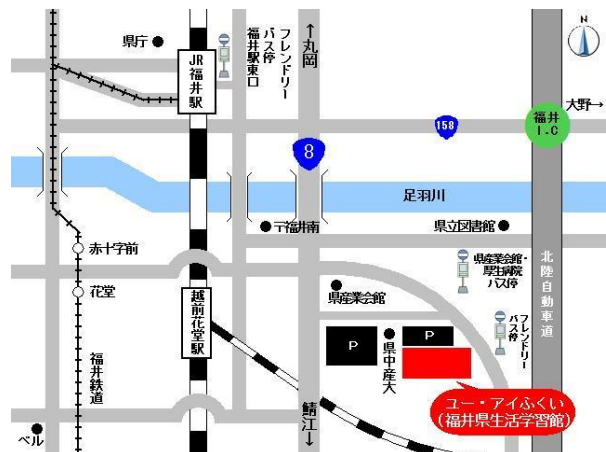 N
県庁
JR福井駅
フレンドリー
バス停
福井駅東口
↑丸岡
大野→
158
福井
I.C
8
足羽川
〒福井南
県立図書館
赤十字前
県産業会館・
厚生病院
バス停
北陸自動車道
県産業会館
花堂
越前花堂駅
フレンドリー
バス停
P
P
県中産大
福井鉄道
ユー・アイふくい
(福井県生活学習館)
鯖江↓
ベル